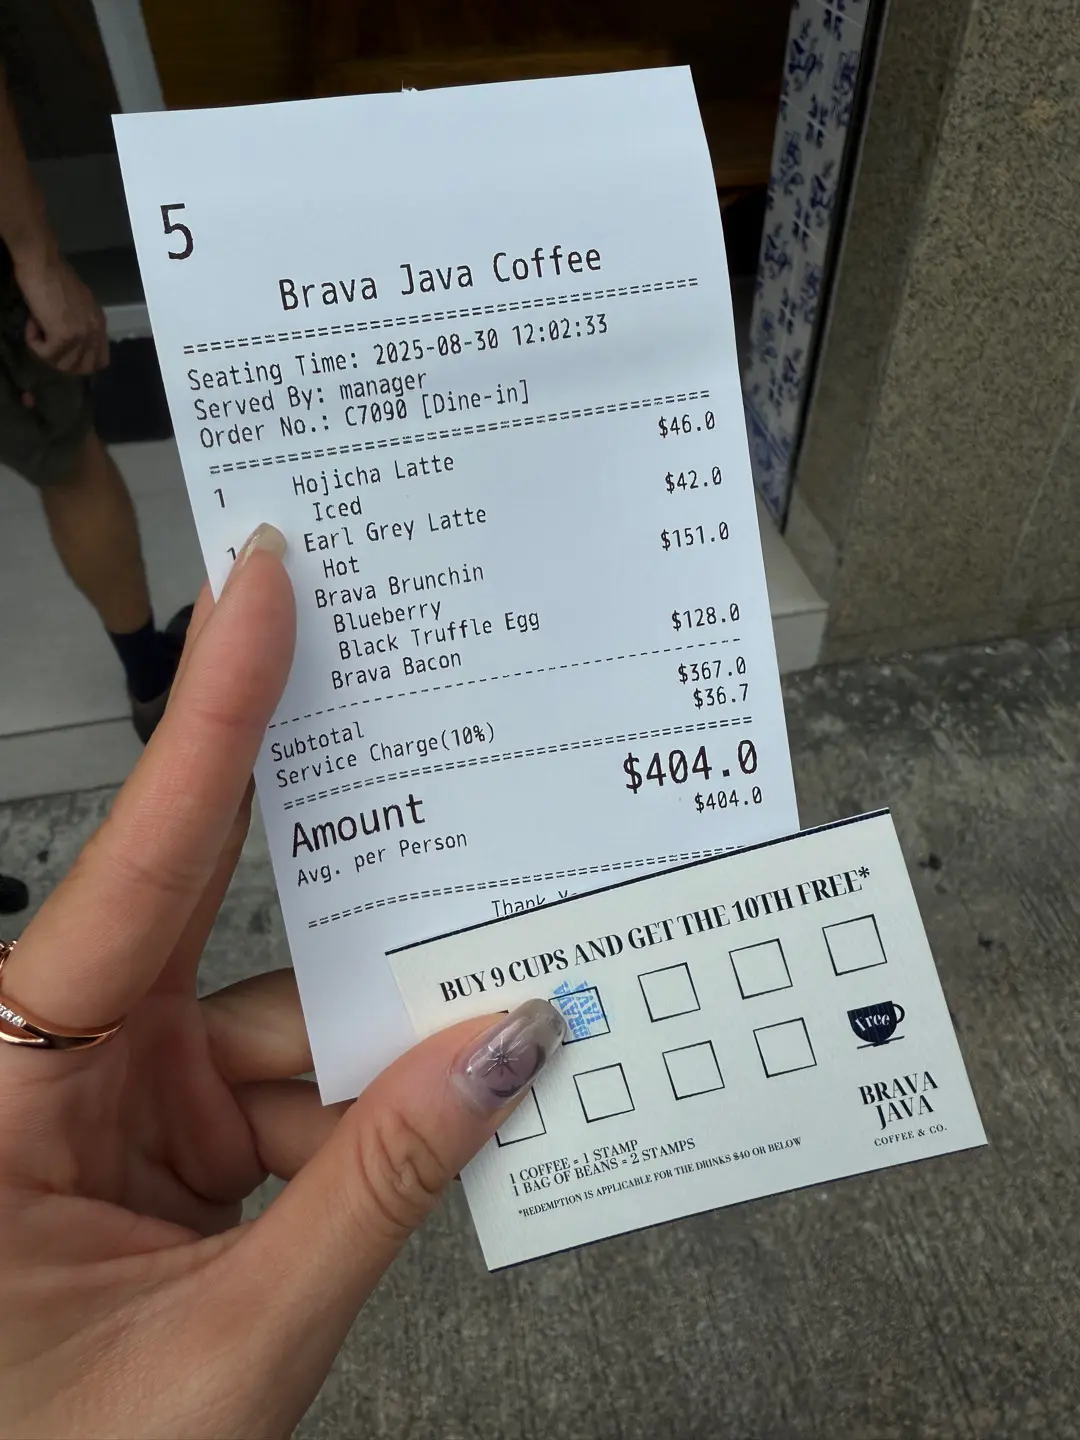 5
Brava Java Coffee
Seating Time: 2025-08-30 12:02:33
Served By: manager
Order No.: C7090 [Dine-in]
1 Hojicha Latte $46.0
Iced
1 Earl Grey Latte $42.0
Hot
Brava Brunchin $151.0
Blueberry
Black Truffle Egg
Brava Bacon $128.0
Subtotal $367.0
Service Charge(10%) $36.7
Amount $404.0
Avg. per Person $404.0
Thank
BUY 9 CUPS AND GET THE 10TH FREE*
BRAVA JAVA
free
BRAVA
JAVA
COFFEE & CO.
1 COFFEE = 1 STAMP
1 BAG OF BEANS = 2 STAMPS
*REDEMPTION IS APPLICABLE FOR THE DRINKS $40 OR BELOW